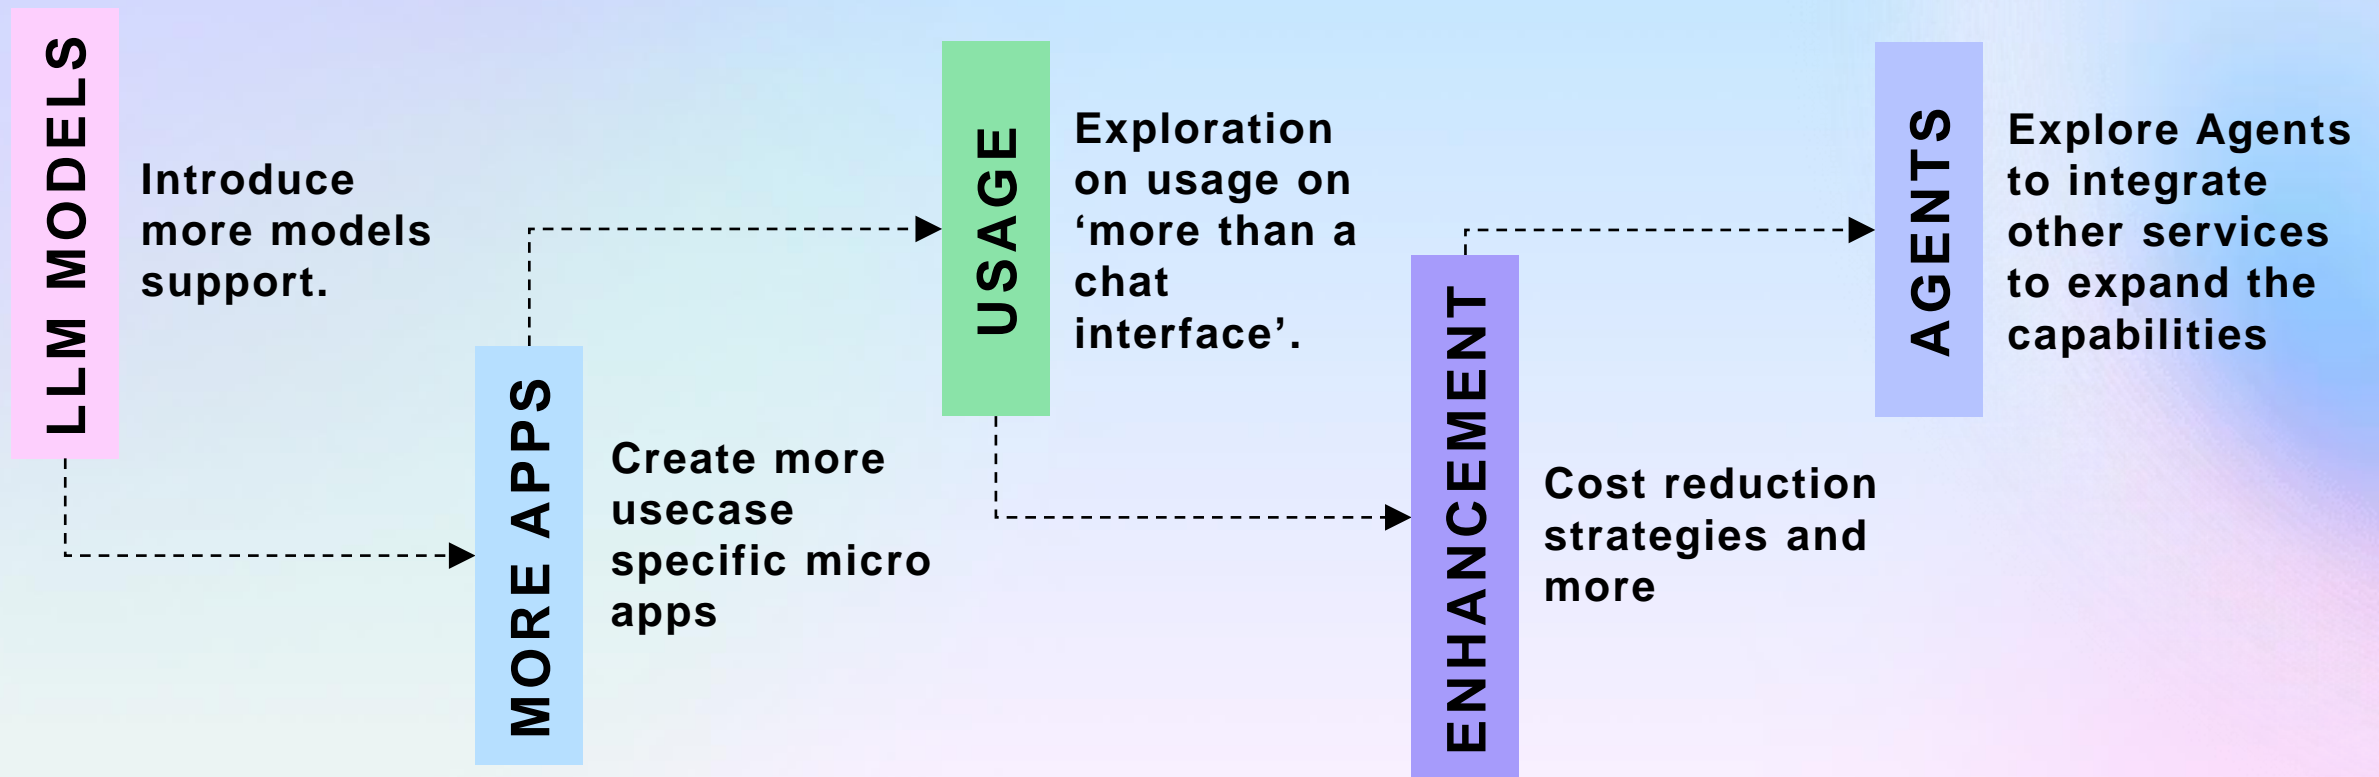 LLM MODELS
Introduce
more models
support.
MORE APPS
Create more
usecase
specific micro
apps
USAGE
Exploration
on usage on
‘more than a
chat
interface’.
ENHANCEMENT
Cost reduction
strategies and
more
AGENTS
Explore Agents
to integrate
other services
to expand the
capabilities